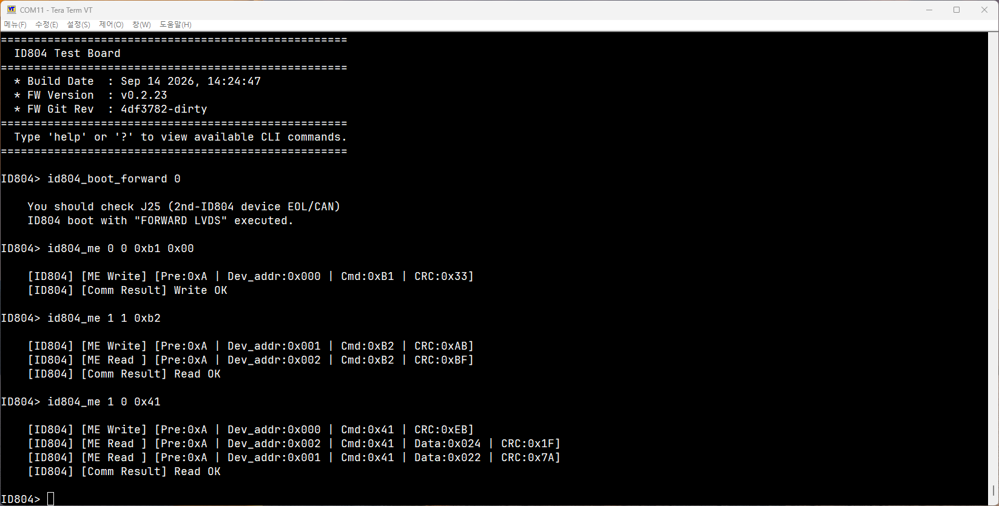 COM11 - Tera Term VT
메뉴(F) 수정(E) 설정(S) 제어(O) 창(W) 도움말(H)
====================================================
  ID804 Test Board
====================================================
  * Build Date  : Sep 14 2026, 14:24:47
  * FW Version  : v0.2.23
  * FW Git Rev  : 4df3782-dirty
====================================================
  Type 'help' or '?' to view available CLI commands.
====================================================
ID804> id804_boot_forward 0
    You should check J25 (2nd-ID804 device EOL/CAN)
    ID804 boot with "FORWARD LVDS" executed.
ID804> id804_me 0 0 0xb1 0x00
    [ID804] [ME Write] [Pre:0xA | Dev_addr:0x000 | Cmd:0xB1 | CRC:0x33]
    [ID804] [Comm Result] Write OK
ID804> id804_me 1 1 0xb2
    [ID804] [ME Write] [Pre:0xA | Dev_addr:0x001 | Cmd:0xB2 | CRC:0xAB]
    [ID804] [ME Read ] [Pre:0xA | Dev_addr:0x002 | Cmd:0xB2 | CRC:0xBF]
    [ID804] [Comm Result] Read OK
ID804> id804_me 1 0 0x41
    [ID804] [ME Write] [Pre:0xA | Dev_addr:0x000 | Cmd:0x41 | CRC:0xEB]
    [ID804] [ME Read ] [Pre:0xA | Dev_addr:0x002 | Cmd:0x41 | Data:0x024 | CRC:0x1F]
    [ID804] [ME Read ] [Pre:0xA | Dev_addr:0x001 | Cmd:0x41 | Data:0x022 | CRC:0x7A]
    [ID804] [Comm Result] Read OK
ID804>